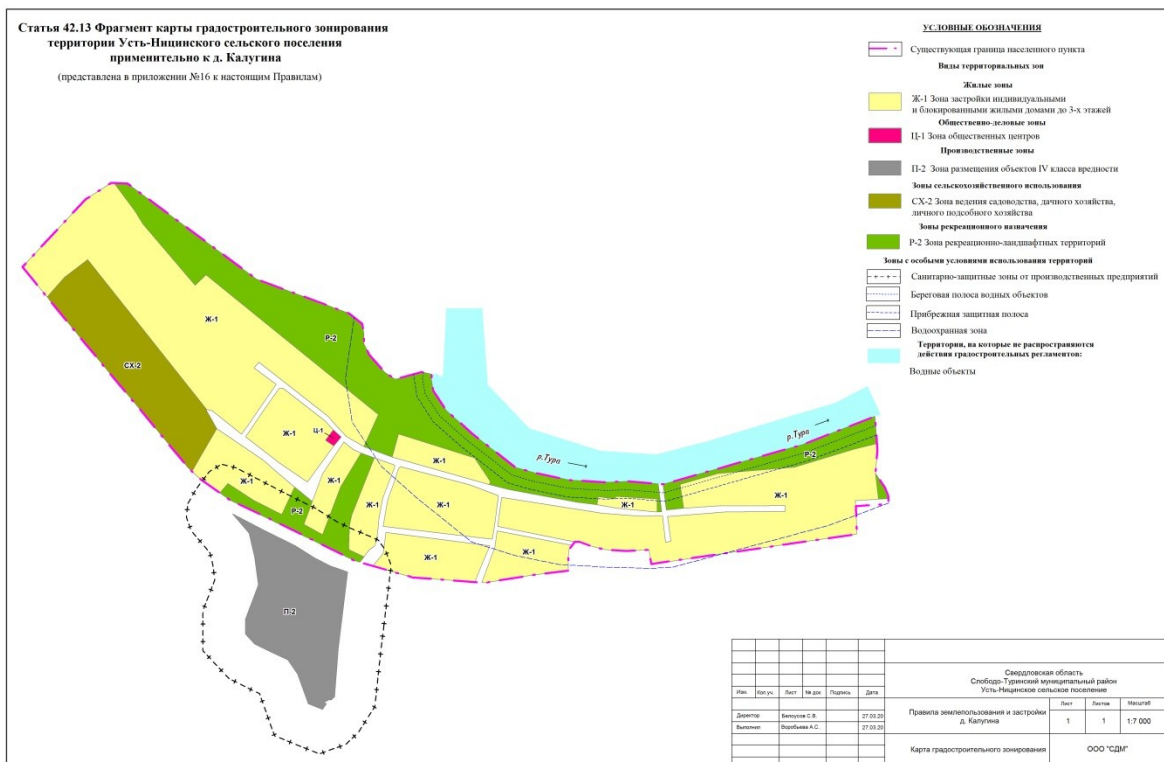 Статья 42.13 Фрагмент карты градостроительного зонирования
территории Усть-Ницинского сельского поселения
применительно к д. Калугина
(представлена в приложении №16 к настоящим Правилам)
УСЛОВНЫЕ ОБОЗНАЧЕНИЯ
Существующая граница населенного пункта
Виды территориальных зон
Жилые зоны
Ж-1 Зона застройки индивидуальными
и блокированными жилыми домами до 3-х этажей
Общественно-деловые зоны
Ц-1 Зона общественных центров
Производственные зоны
П-2 Зона размещения объектов IV класса вредности
Зоны сельскохозяйственного использования
СХ-2 Зона ведения садоводства, дачного хозяйства,
личного подсобного хозяйства
Зоны рекреационного назначения
Р-2 Зона рекреационно-ландшафтных территорий
Зоны с особыми условиями использования территорий
Санитарно-защитные зоны от производственных предприятий
Береговая полоса водных объектов
Прибрежная защитная полоса
Водоохранная зона
Территории, на которые не распространяются
действия градостроительных регламентов:
Водные объекты
Ж-1
Р-2
СХ-2
Ц-1
Ж-1
Ж-1
р.Тура
р.Тура
Р-2
Ж-1
Р-2
Ж-1
Ж-1
Ж-1
Ж-1
Ж-1
Ж-1
Ж-1
Ж-1
П-2
Изм. Кол.уч. Лист № док Подпись Дата
Директор Белоусов С.В. 27.03.20
Выполнил Воробьева А.С. 27.03.20
Свердловская область
Слободо-Туринский муниципальный район
Усть-Ницинское сельское поселение
Правила землепользования и застройки
д. Калугина
Лист Листов Масштаб
1 1 1:7 000
Карта градостроительного зонирования
ООО "СДМ"